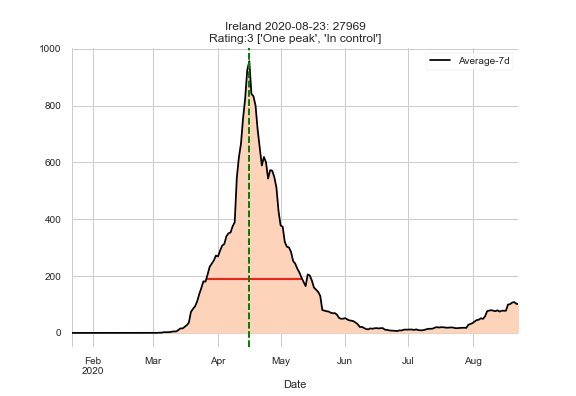 Ireland 2020-08-23: 27969
Rating:3 ['One peak', 'In control']
1000
Average-7d
800
600
400
200
0
Feb Mar Apr May Jun Jul Aug
2020
Date